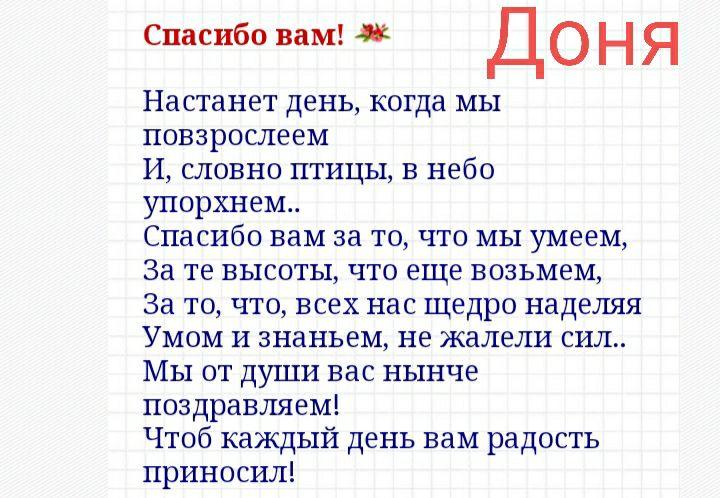 Спасибо вам!
Доня
Настанет день, когда мы
повзрослеем
И, словно птицы, в небо
упорхнем..
Спасибо вам за то, что мы умеем,
За те высоты, что еще возьмем,
За то, что, всех нас щедро наделяя
Умом и знаньем, не жалели сил..
Мы от души вас нынче
поздравляем!
Чтоб каждый день вам радость
приносил!